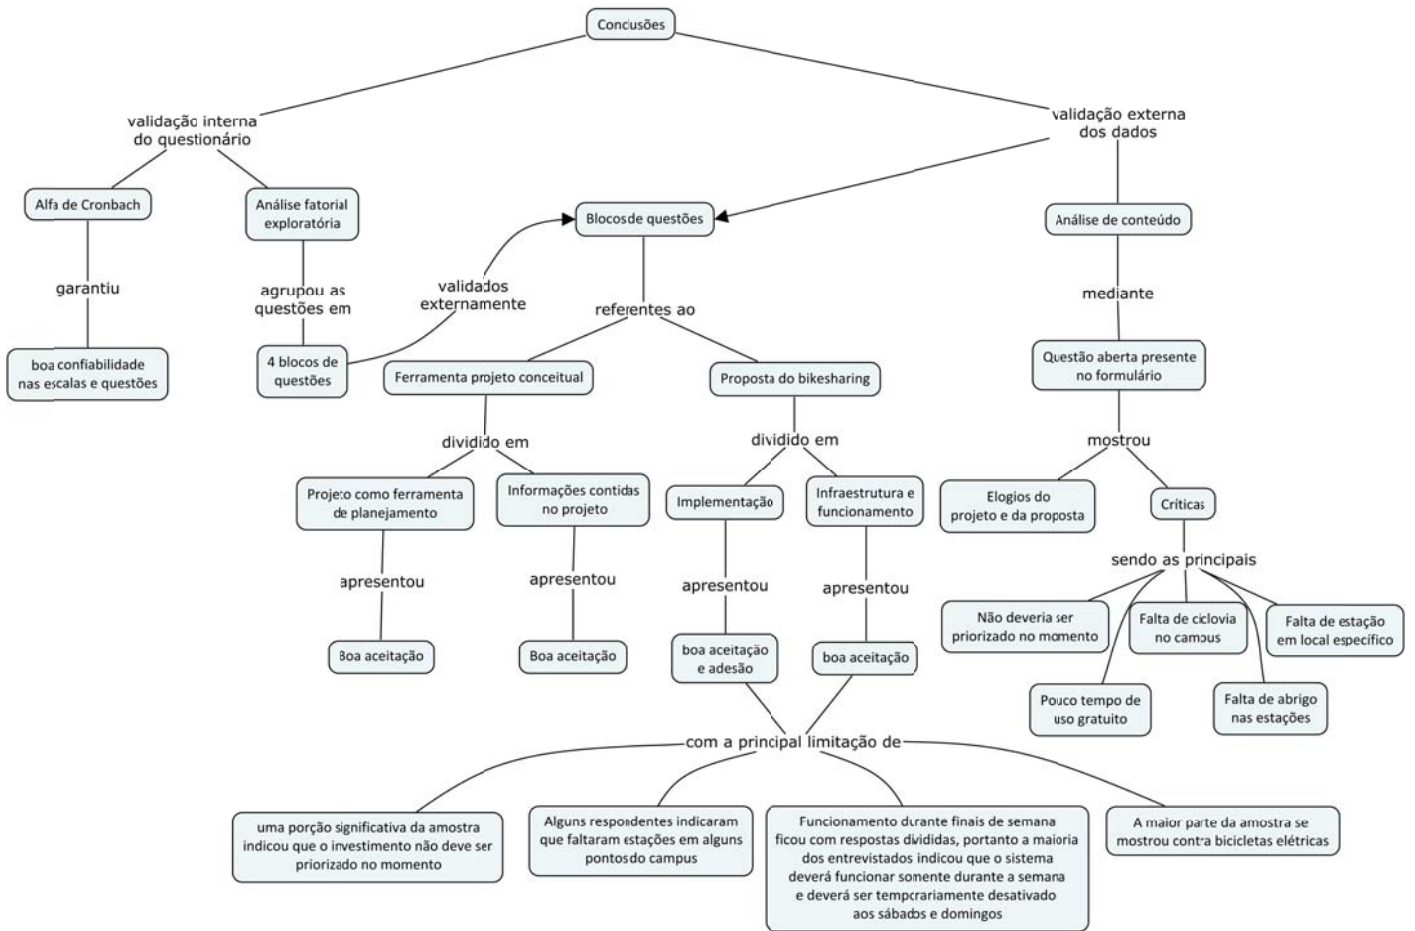 Conclusões
validação interna
do questionário
validação externa
dos dados
Alfa de Cronbach
Análise fatorial
exploratória
Blocos de questões
Análise de conteúdo
garantiu
agrupou as
questões em
validados
externamente
referentes ao
mediante
boa confiabilidade
nas escalas e questões
4 blocos de
questões
Ferramenta projeto conceitual
Proposta do bikesharing
Questão aberta presente
no formulário
dividido em
dividido em
mostrou
Projeto como ferramenta
de planejamento
Informações contidas
no projeto
Implementação
Infraestrutura e
funcionamento
Elogios do
projeto e da proposta
Críticas
apresentou
apresentou
apresentou
apresentou
sendo as principais
Não deveria ser
priorizado no momento
Falta de ciclovia
no campus
Falta de estação
em local específico
Boa aceitação
Boa aceitação
boa aceitação
e adesão
boa aceitação
Pouco tempo de
uso gratuito
Falta de abrigo
nas estações
com a principal limitação de
uma porção significativa da amostra
indicou que o investimento não deve ser
priorizado no momento
Alguns respondentes indicaram
que faltaram estações em alguns
pontos do campus
Funcionamento durante finais de semana
ficou com respostas divididas, portanto a maioria
dos entrevistados indicou que o sistema
deverá funcionar somente durante a semana
e deverá ser temporariamente desativado
aos sábados e domingos
A maior parte da amostra se
mostrou contra bicicletas elétricas